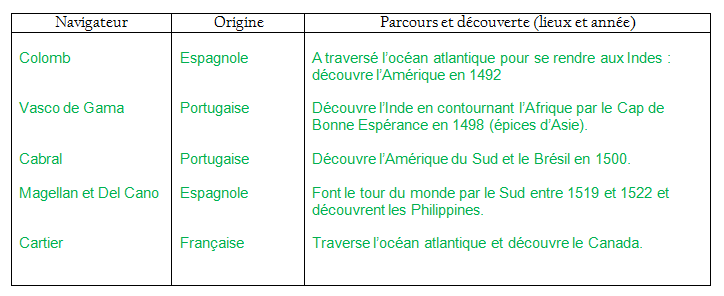 Navigateur Origine Parcours et découverte (lieux et année)
Colomb Espagnole A traversé l'océan atlantique pour se rendre aux Indes :
découvre l'Amérique en 1492
Vasco de Gama Portugaise Découvre l'Inde en contournant l'Afrique par le Cap de
Bonne Espérance en 1498 (épices d'Asie).
Cabral Portugaise Découvre l'Amérique du Sud et le Brésil en 1500.
Magellan et Del Cano Espagnole Font le tour du monde par le Sud entre 1519 et 1522 et
découvrent les Philippines.
Cartier Française Traverse l'océan atlantique et découvre le Canada.